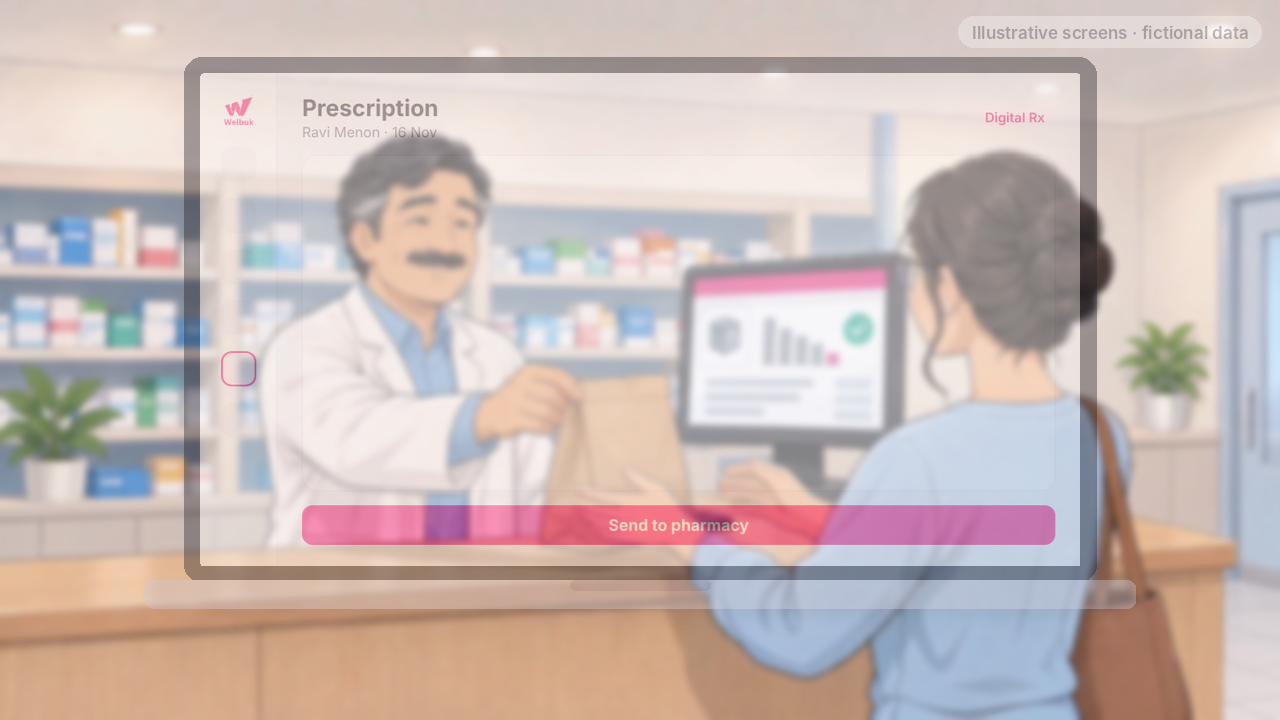 Illustrative screens · fictional data
Welbuk
Prescription
Ravi Menon · 16 Nov
Digital Rx
Send to pharmacy